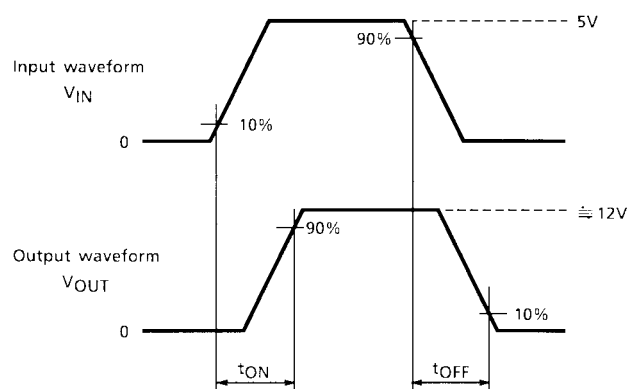 5V
90%
Input waveform
VIN
10%
0
≒ 12V
90%
Output waveform
VOUT
10%
0
tON
tOFF